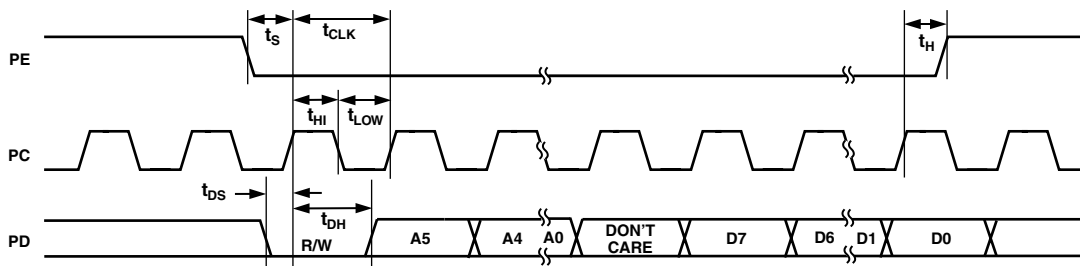 tS
tCLK
tH
PE
tHI
tLOW
PC
tDS
tDH
PD
R/W
A5
A4
A0
DON'T
CARE
D7
D6
D1
D0